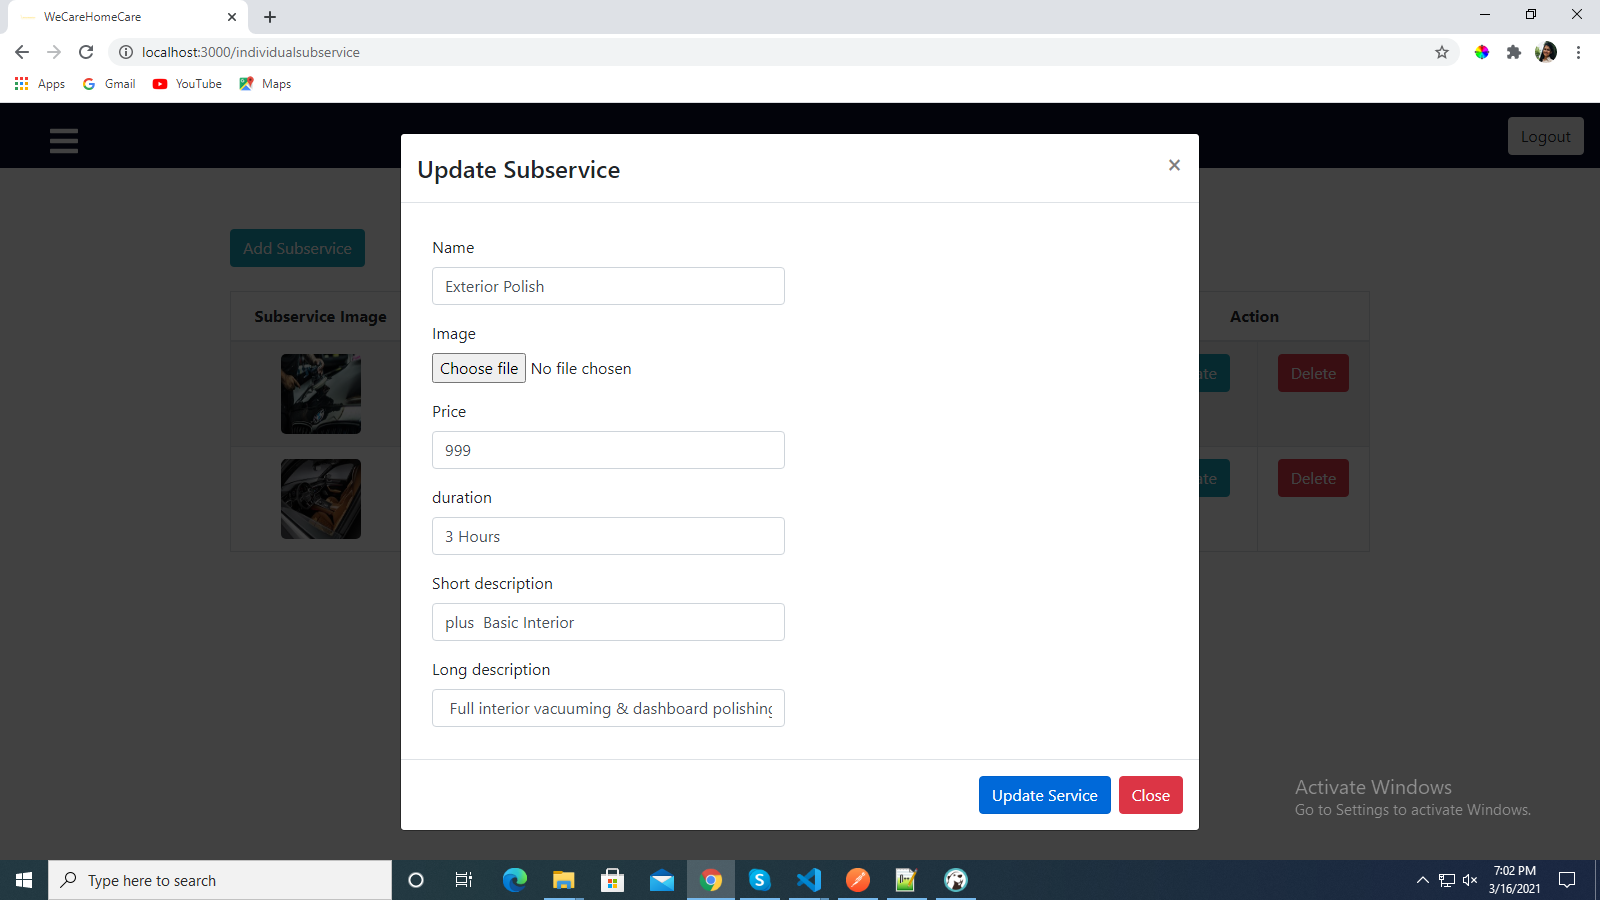 WeCareHomeCare
localhost:3000/individualsubservice
Apps
Gmail
YouTube
Maps
Logout
Update Subservice
×
Add Subservice
Name
Exterior Polish
Subservice Image
Action
Image
Choose file No file chosen
ate
Delete
Price
999
duration
ate
Delete
3 Hours
Short description
plus  Basic Interior
Long description
Full interior vacuuming & dashboard polishing
Update Service
Close
Activate Windows
Go to Settings to activate Windows.
Type here to search
7:02 PM
3/16/2021